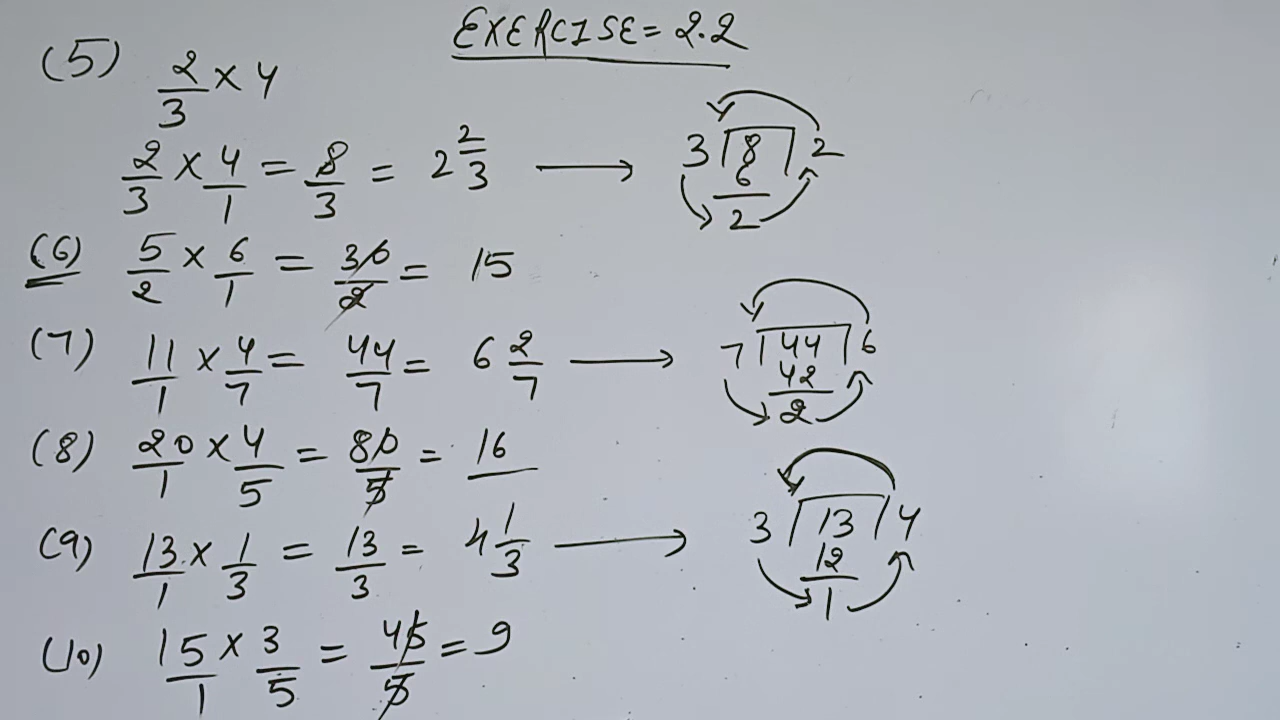 EXERCISE = 2.2
(5) 2/3 × 4
2/3 × 4/1 = 8/3 = 2 2/3 → 3 | 8 | 2
6
2
(6) 5/2 × 6/1 = 30/2 = 15
(7) 11/1 × 4/7 = 44/7 = 6 2/7 → 7 | 44 | 6
42
2
(8) 20/1 × 4/5 = 80/5 = 16
(9) 13/1 × 1/3 = 13/3 = 4 1/3 → 3 | 13 | 4
12
1
(10) 15/1 × 3/5 = 45/5 = 9